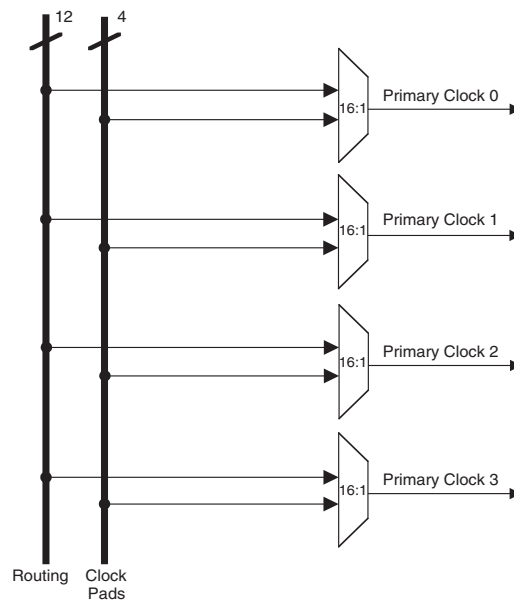 12
4
Primary Clock 0
16:1
Primary Clock 1
16:1
Primary Clock 2
16:1
Primary Clock 3
16:1
Routing
Clock
Pads